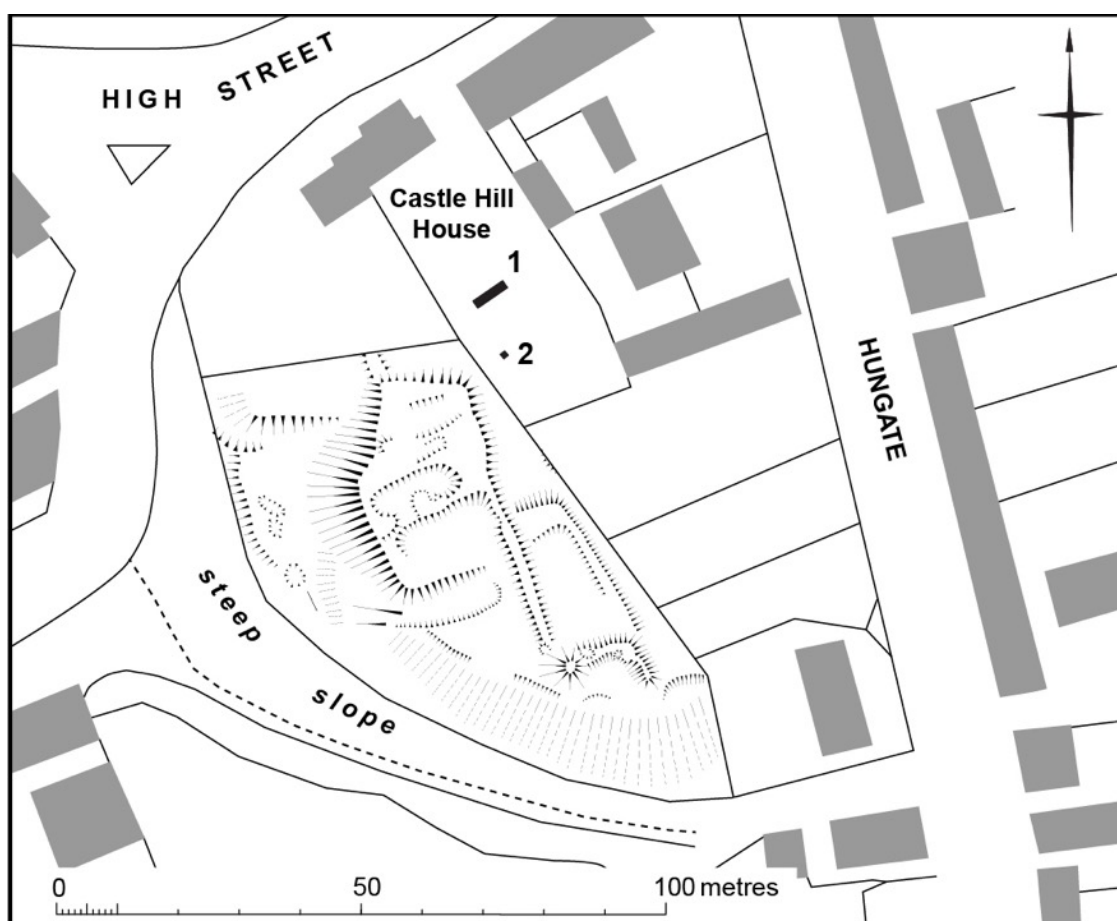 HIGH STREET
Castle Hill
House
1
2
HUNGATE
steep
slope
0 50 100 metres